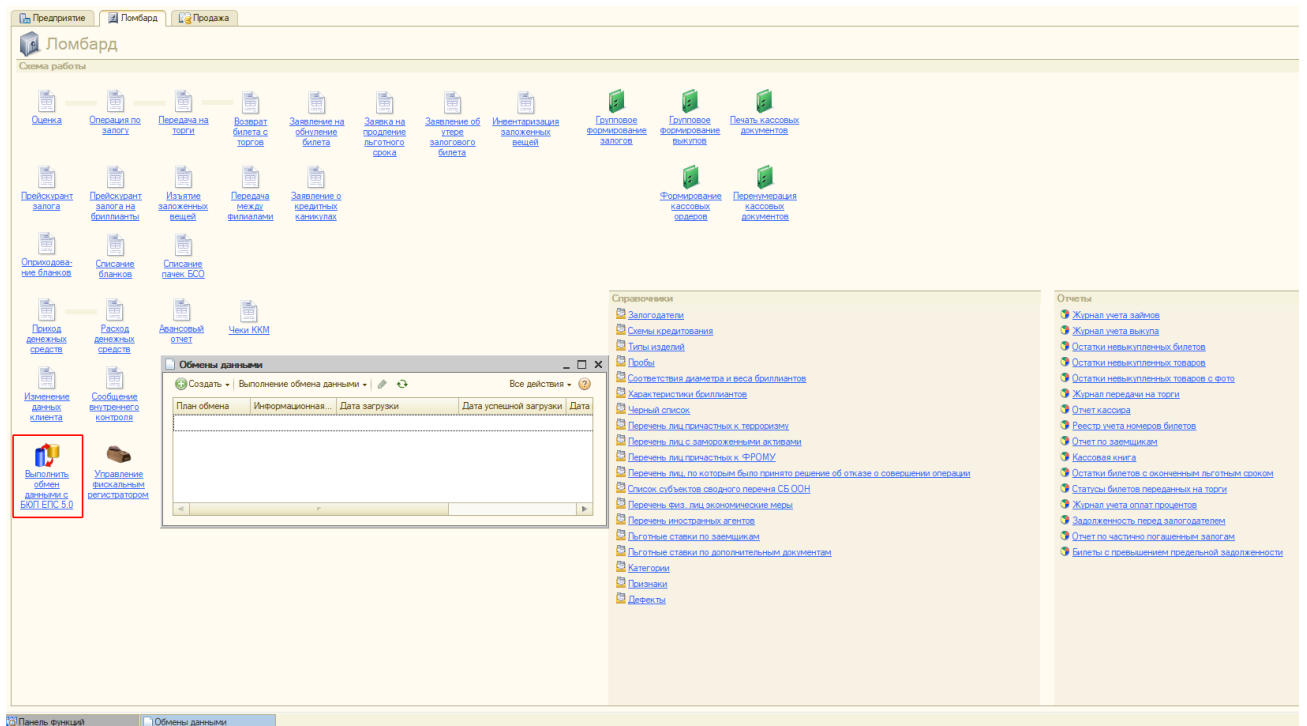 Предприятие
Ломбард
Продажа
Ломбард
Схема работы
Оценка
Операция по
залогу
Передача на
торги
Возврат
билета с
торгов
Заявление на
обнуление
билета
Заявка на
продление
льготного
срока
Заявление об
утере
залогового
билета
Инвентаризация
заложенных
вещей
Групповое
формирование
залогов
Групповое
формирование
выкупов
Печать кассовых
документов
Прейскурант
залога
Прейскурант
залога на
бриллианты
Изъятие
заложенных
вещей
Передача
между
филиалами
Заявление о
кредитных
каникулах
Формирование
кассовых
ордеров
Перенумерация
кассовых
документов
Оприходова-
ние бланков
Списание
бланков
Списание
пачек БСО
Приход
денежных
средств
Расход
денежных
средств
Авансовый
отчет
Чеки ККМ
Изменение
данных
клиента
Сообщение
внутреннего
контроля
Выполнить
обмен
данными с
БЮЛ ЕПС 5.0
Управление
фискальным
регистратором
Обмены данными
Создать
Выполнение обмена данными
Все действия
План обмена
Информационная...
Дата загрузки
Дата успешной загрузки
Дата
Справочники
Залогодатели
Схемы кредитования
Типы изделий
Пробы
Соответствия диаметра и веса бриллиантов
Характеристики бриллиантов
Черный список
Перечень лиц причастных к терроризму
Перечень лиц с замороженными активами
Перечень лиц причастных к ФРОМУ
Перечень лиц, по которым было принято решение об отказе о совершении операции
Список субъектов сводного перечня СБ ООН
Перечень физ. лиц экономические меры
Перечень иностранных агентов
Льготные ставки по заемщикам
Льготные ставки по дополнительным документам
Категории
Признаки
Дефекты
Отчеты
Журнал учета займов
Журнал учета выкупа
Остатки невыкупленных билетов
Остатки невыкупленных товаров
Остатки невыкупленных товаров с фото
Журнал передачи на торги
Отчет кассира
Реестр учета номеров билетов
Отчет по заемщикам
Кассовая книга
Остатки билетов с оконченным льготным сроком
Статусы билетов переданных на торги
Журнал учета оплат процентов
Задолженность перед залогодателем
Отчет по частично погашенным залогам
Билеты с превышением предельной задолженности
Панель функций
Обмены данными